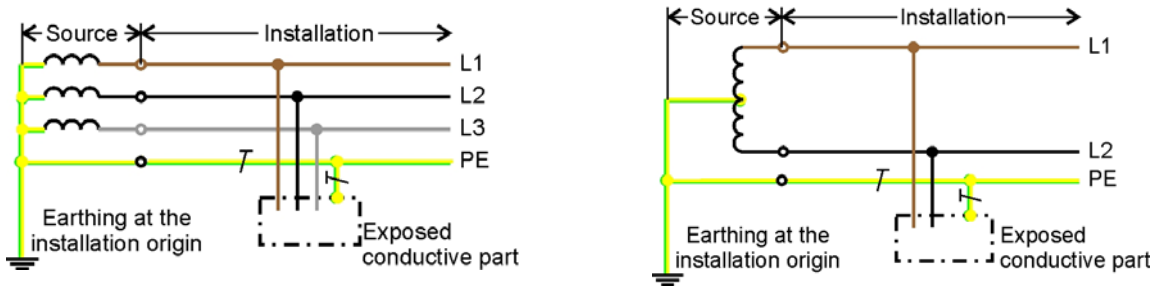 Source
Installation
L1
L2
L3
PE
Earthing at the
installation origin
Exposed
conductive part
Source
Installation
L1
L2
PE
Earthing at the
installation origin
Exposed
conductive part